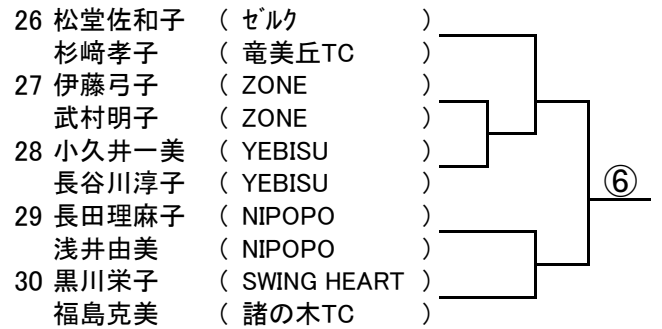 26 松堂佐和子 ( ｾﾞﾙｸ )
杉﨑孝子 ( 竜美丘TC )
27 伊藤弓子 ( ZONE )
武村明子 ( ZONE )
28 小久井一美 ( YEBISU )
長谷川淳子 ( YEBISU )
⑥
29 長田理麻子 ( NIPOPO )
浅井由美 ( NIPOPO )
30 黒川栄子 ( SWING HEART )
福島克美 ( 諸の木TC )